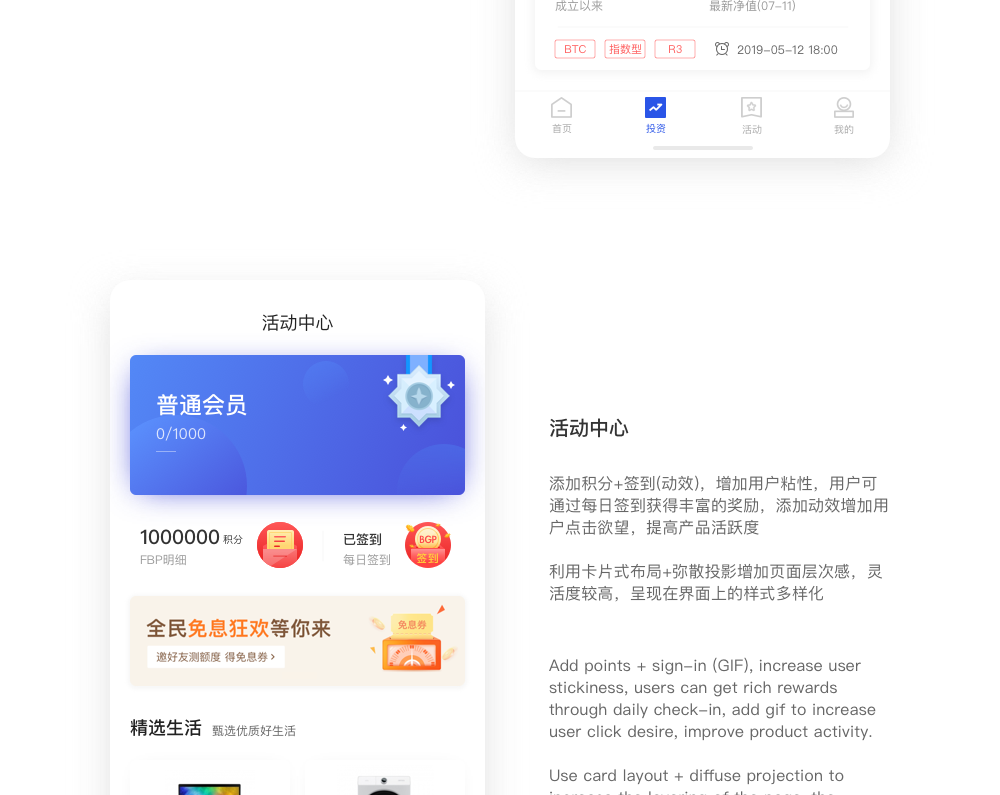 成立以来 最新净值(07-11)
BTC 指数型 R3 2019-05-12 18:00
首页 投资 活动 我的
活动中心
普通会员
0/1000
1000000 积分
FBP明细
已签到
每日签到
BGP
签到
全民免息狂欢等你来
邀好友测额度 得免息券 >
免息券
精选生活 甄选优质好生活
活动中心
添加积分+签到(动效)，增加用户粘性，用户可
通过每日签到获得丰富的奖励，添加动效增加用
户点击欲望，提高产品活跃度
利用卡片式布局+弥散投影增加页面层次感，灵
活度较高，呈现在界面上的样式多样化
Add points + sign-in (GIF), increase user
stickiness, users can get rich rewards
through daily check-in, add gif to increase
user click desire, improve product activity.
Use card layout + diffuse projection to